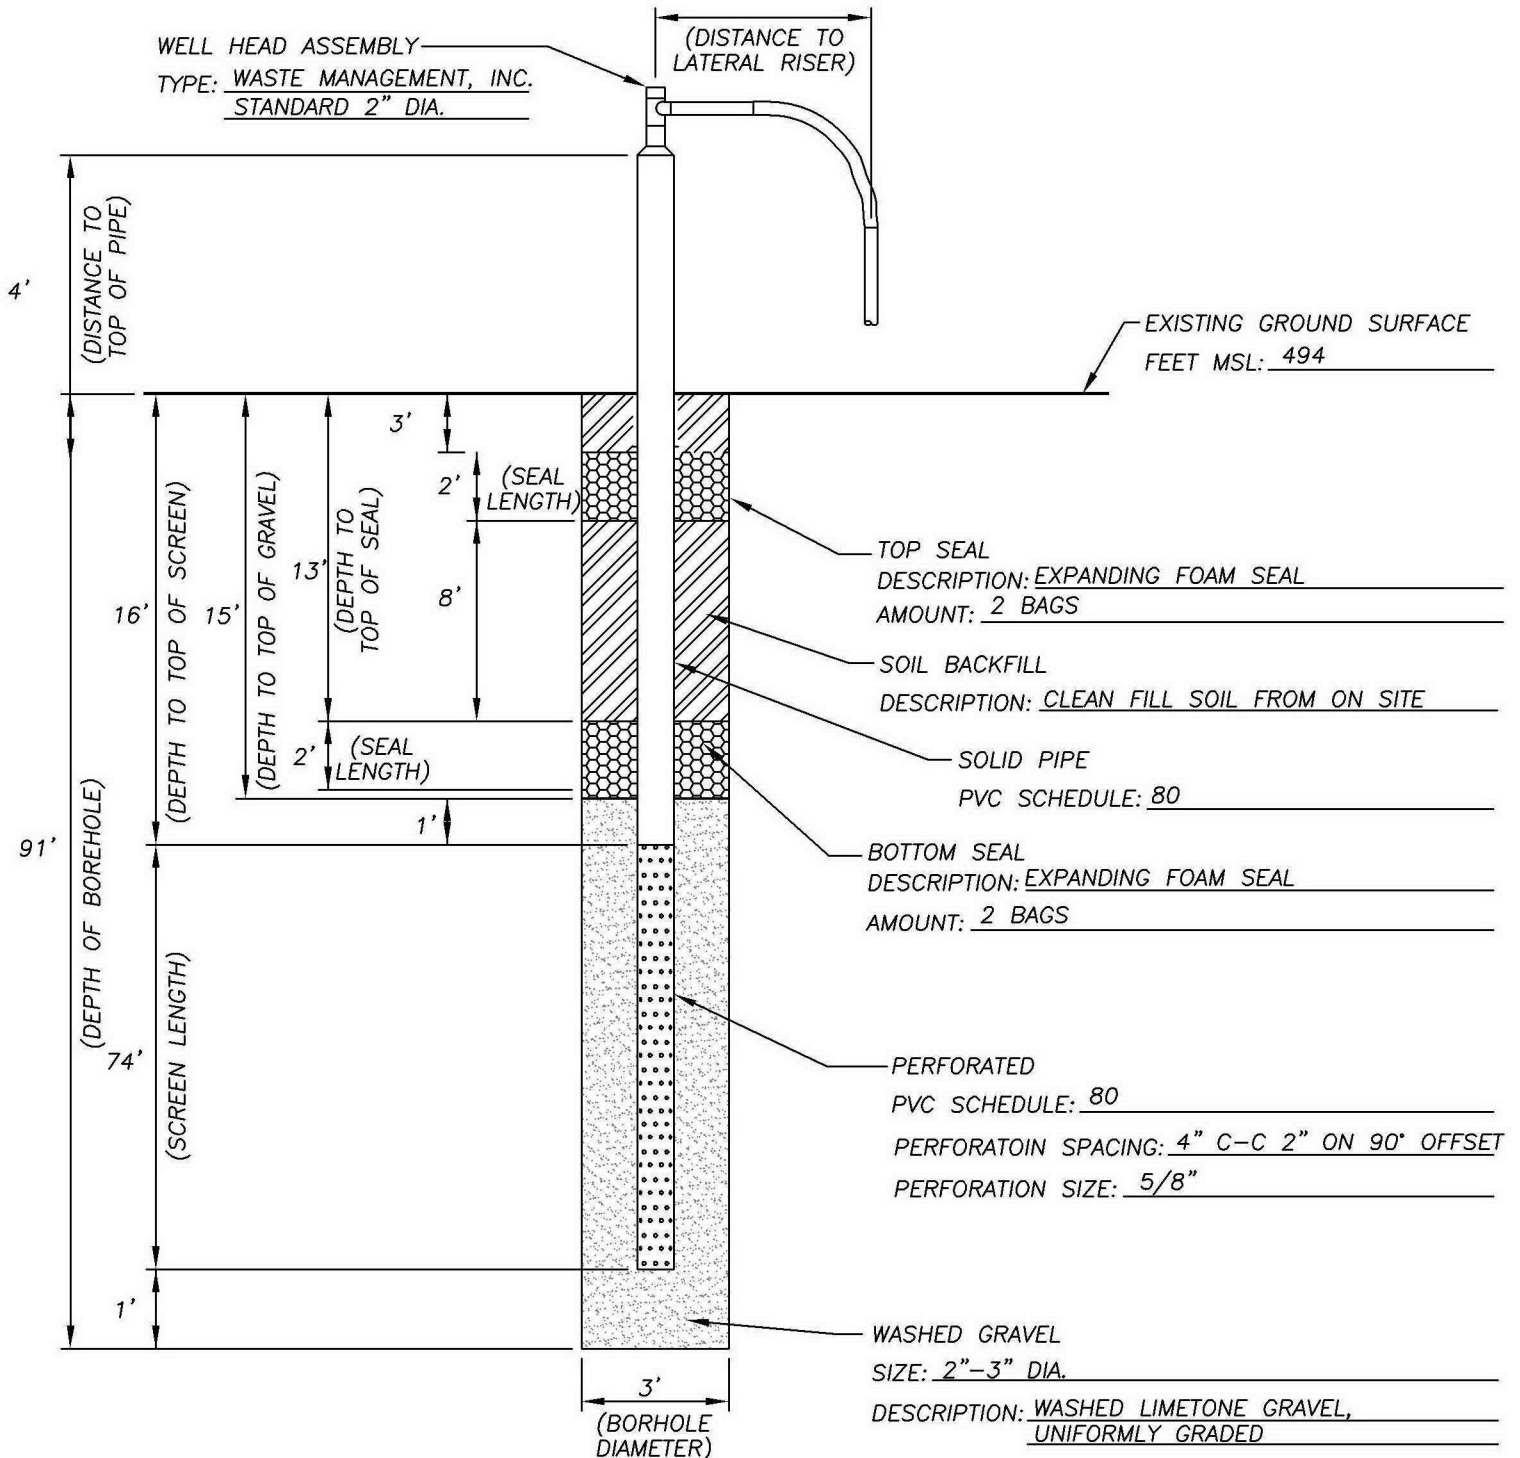 WELL HEAD ASSEMBLY
TYPE: WASTE MANAGEMENT, INC.
STANDARD 2" DIA.
(DISTANCE TO
LATERAL RISER)
4'
(DISTANCE TO
TOP OF PIPE)
EXISTING GROUND SURFACE
FEET MSL: 494
3'
2'
(SEAL
LENGTH)
8'
13'
(DEPTH TO
TOP OF SEAL)
15'
(DEPTH TO TOP OF GRAVEL)
16'
(DEPTH TO TOP OF SCREEN)
2'
(SEAL
LENGTH)
1'
91'
(DEPTH OF BOREHOLE)
74'
(SCREEN LENGTH)
1'
TOP SEAL
DESCRIPTION: EXPANDING FOAM SEAL
AMOUNT: 2 BAGS
SOIL BACKFILL
DESCRIPTION: CLEAN FILL SOIL FROM ON SITE
SOLID PIPE
PVC SCHEDULE: 80
BOTTOM SEAL
DESCRIPTION: EXPANDING FOAM SEAL
AMOUNT: 2 BAGS
PERFORATED
PVC SCHEDULE: 80
PERFORATOIN SPACING: 4" C-C 2" ON 90° OFFSET
PERFORATION SIZE: 5/8"
WASHED GRAVEL
SIZE: 2"-3" DIA.
DESCRIPTION: WASHED LIMETONE GRAVEL,
UNIFORMLY GRADED
3'
(BORHOLE
DIAMETER)